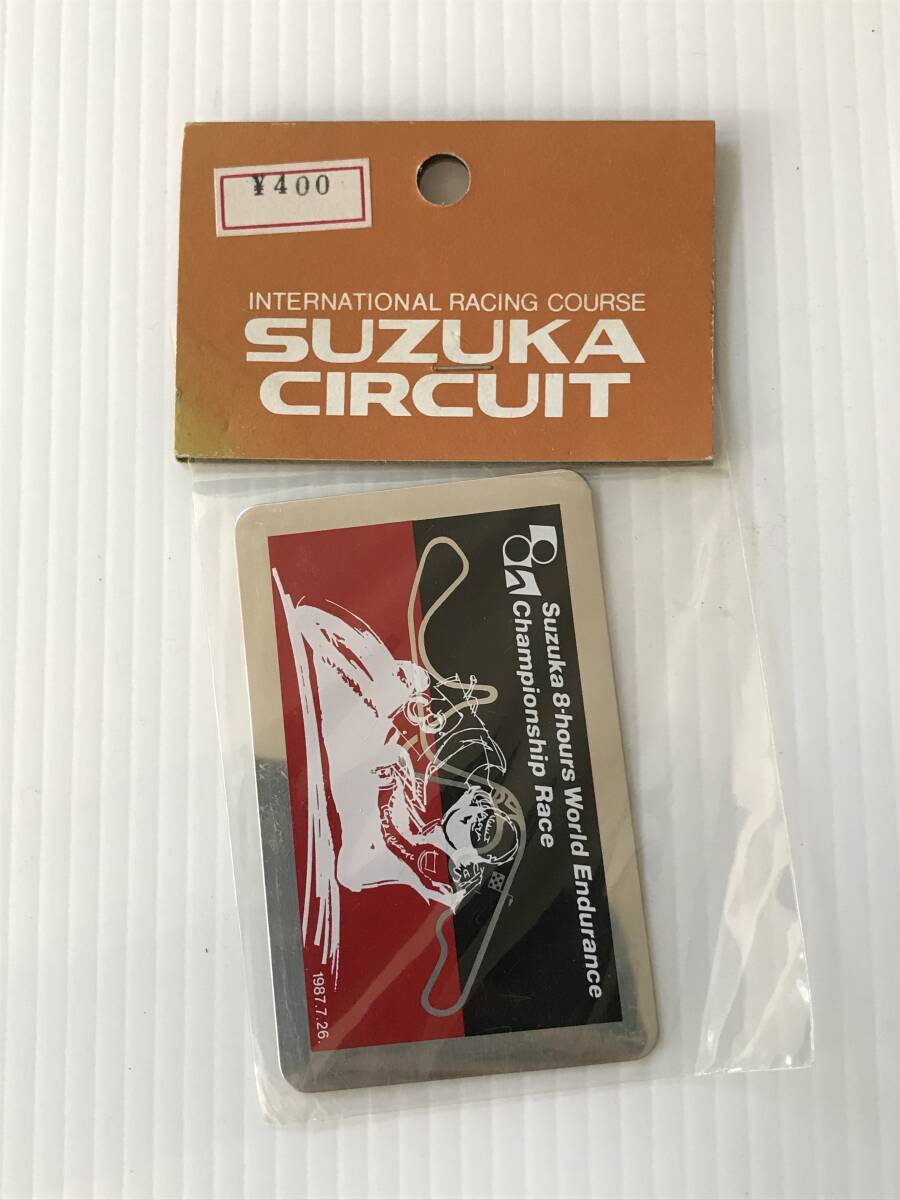 ¥400
INTERNATIONAL RACING COURSE
SUZUKA
CIRCUIT
Suzuka 8-hours World Endurance
Championship Race
1987.7.26.